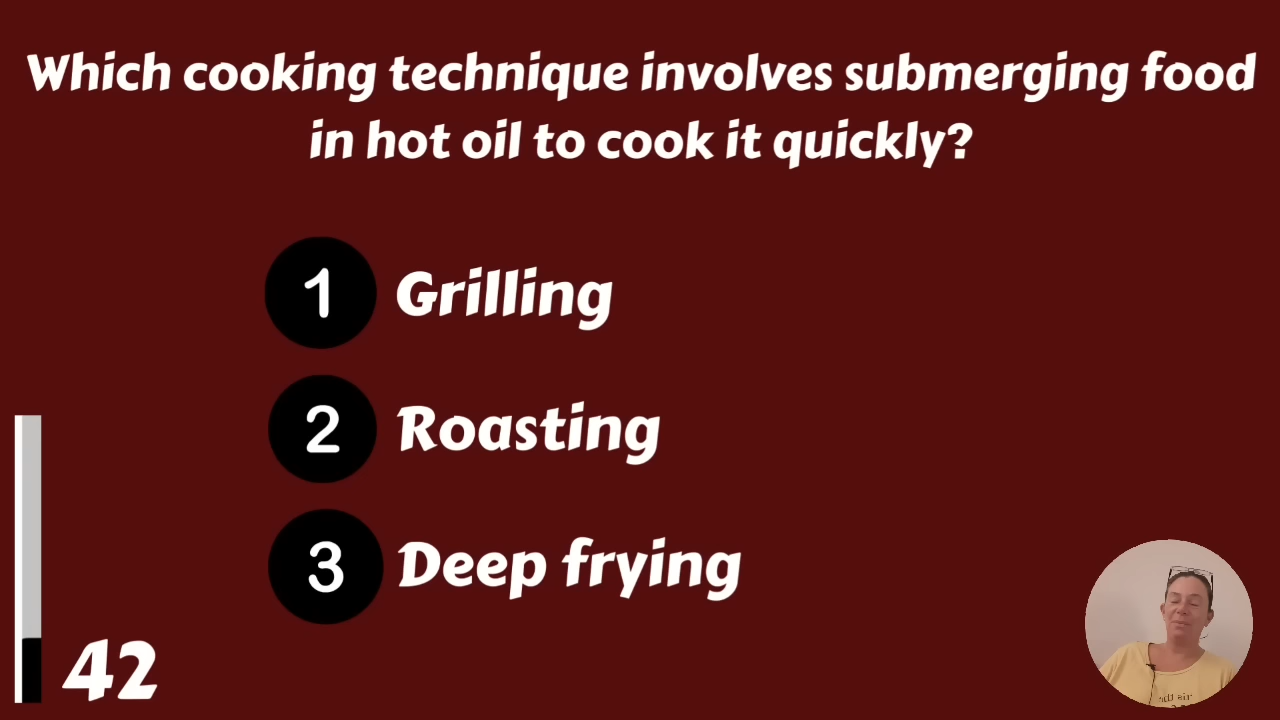 Which cooking technique involves submerging food
in hot oil to cook it quickly?
1 Grilling
2 Roasting
3 Deep frying
42